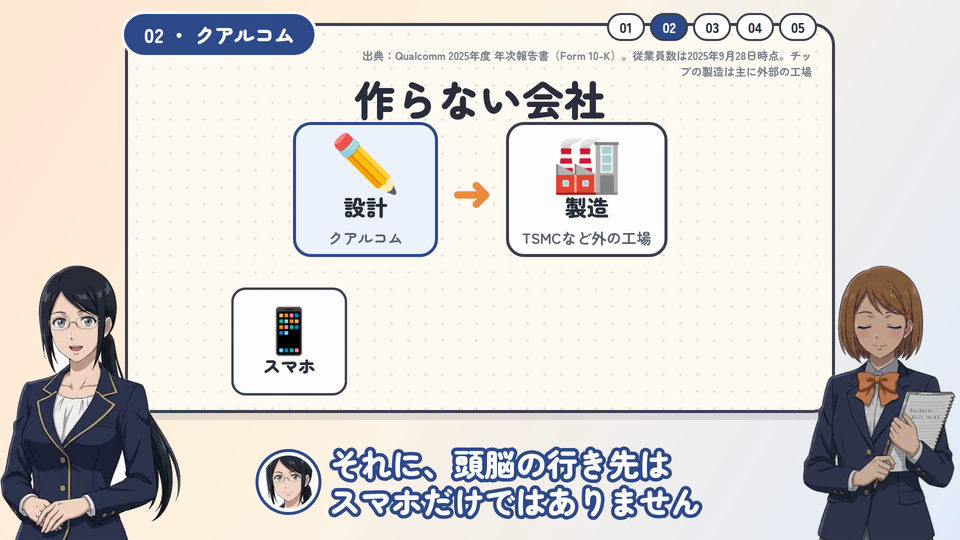 02 ・ クアルコム
01 02 03 04 05
出典：Qualcomm 2025年度 年次報告書（Form 10-K）。従業員数は2025年9月28日時点。チッ
プの製造は主に外部の工場
作らない会社
設計
クアルコム
製造
TSMCなど外の工場
スマホ
それに、頭脳の行き先は
スマホだけではありません